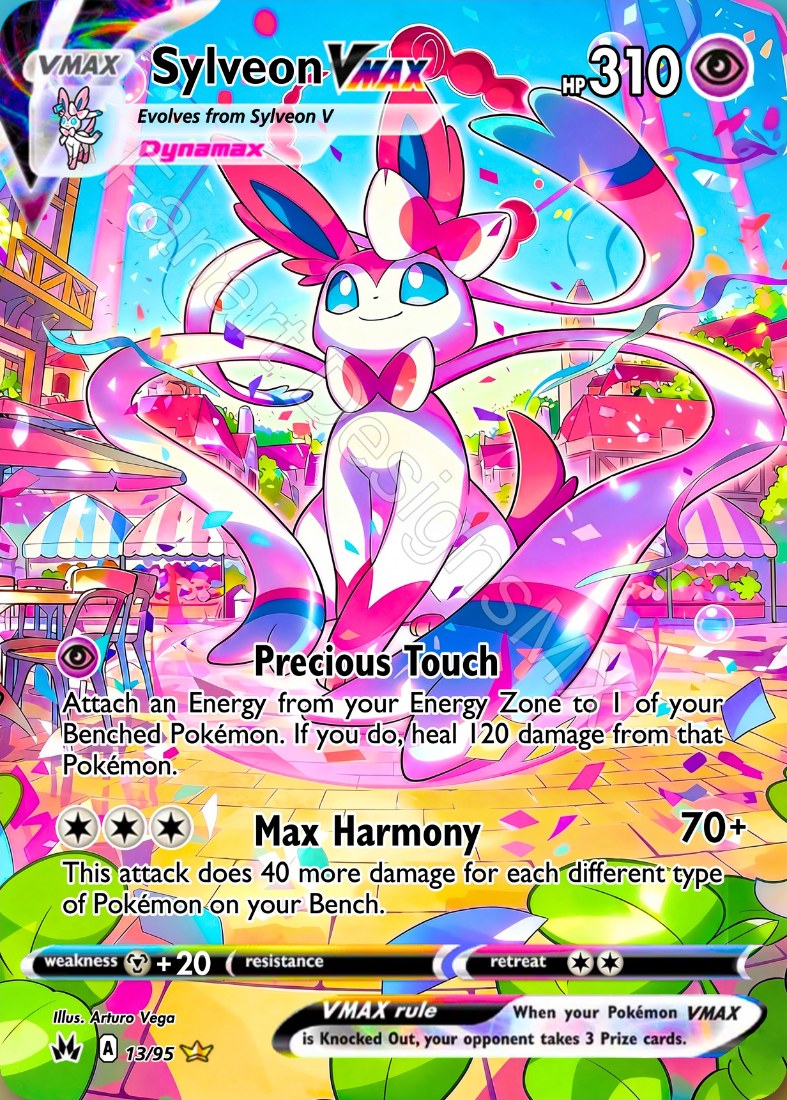 VMAX Sylveon VMAX HP 310
Evolves from Sylveon V
Dynamax
Fanart DesignsMx
Precious Touch
Attach an Energy from your Energy Zone to 1 of your
Benched Pokémon. If you do, heal 120 damage from that
Pokémon.
Max Harmony 70+
This attack does 40 more damage for each different type
of Pokémon on your Bench.
weakness +20 resistance retreat
Illus. Arturo Vega
VMAX rule When your Pokémon VMAX
is Knocked Out, your opponent takes 3 Prize cards.
A 13/95